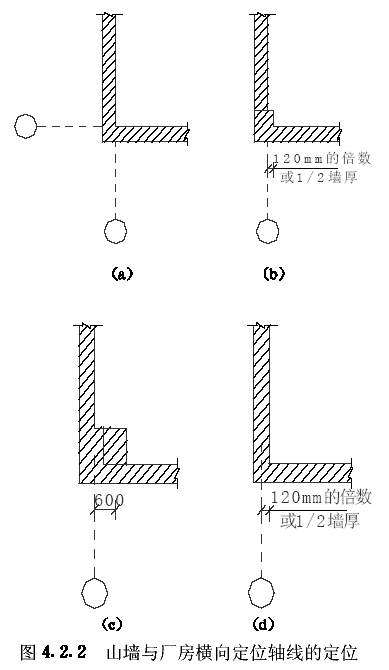 (a)
120mm的倍数
或1/2墙厚
(b)
600
(c)
120mm的倍数
或1/2墙厚
(d)
图 4.2.2 山墙与厂房横向定位轴线的定位